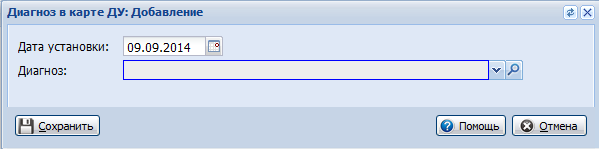 Диагноз в карте ДУ: Добавление
Дата установки: 09.09.2014
Диагноз:
Сохранить Помощь Отмена